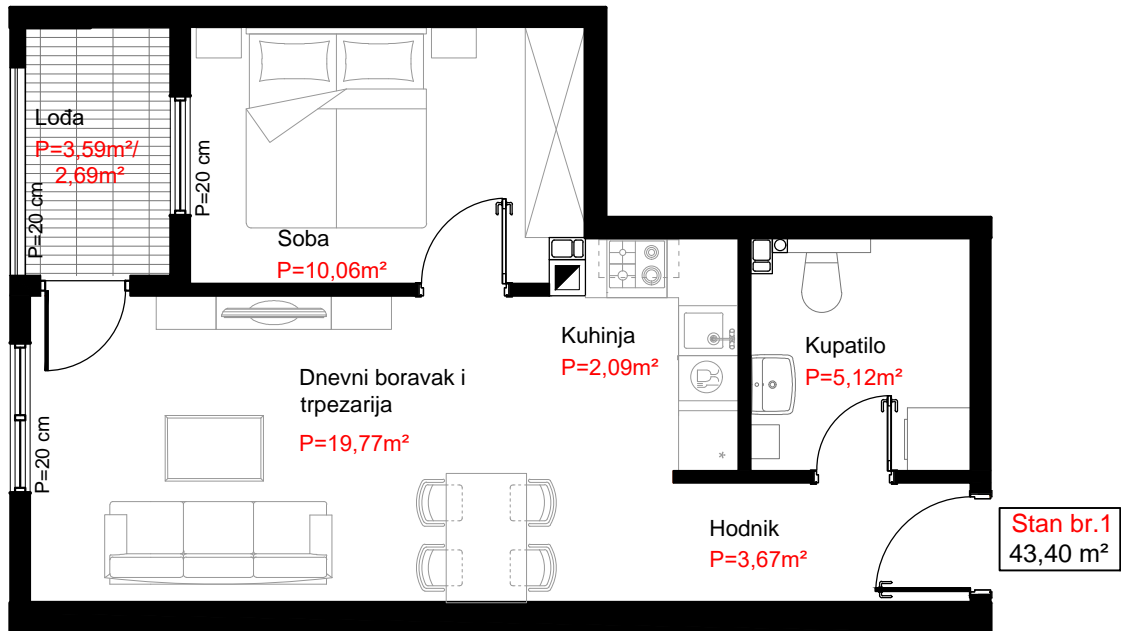 Lođa
P=3,59m²/
2,69m²
P=20 cm
P=20 cm
Soba
P=10,06m²
Kuhinja
P=2,09m²
Kupatilo
P=5,12m²
Dnevni boravak i
trpezarija
P=19,77m²
P=20 cm
Hodnik
P=3,67m²
Stan br.1
43,40 m²